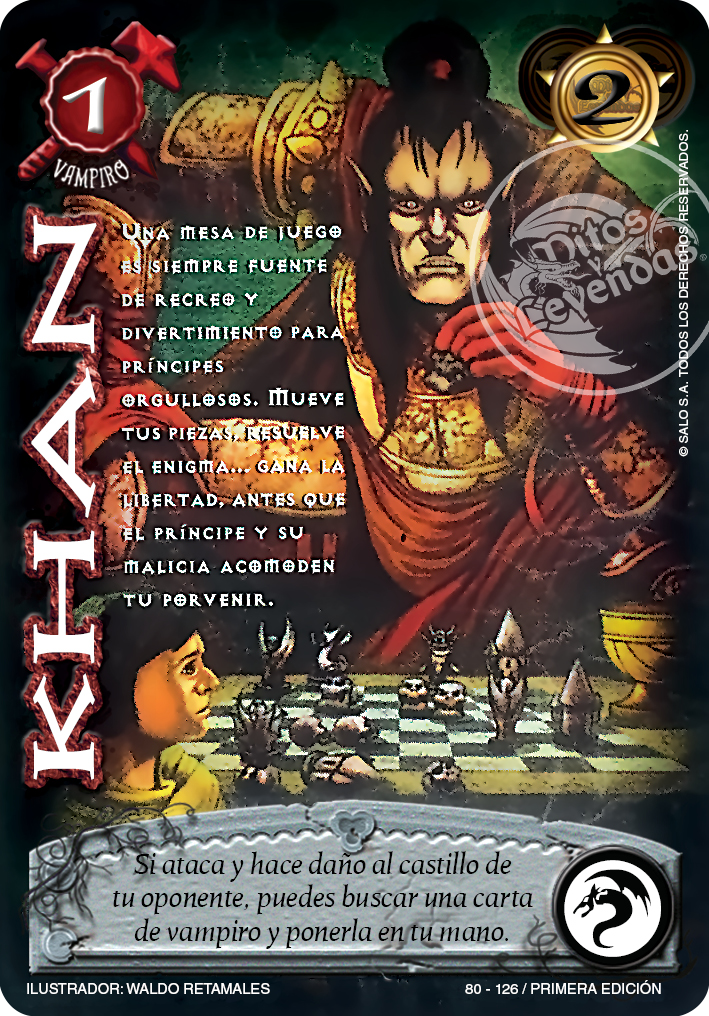 1
VAMPIRO
2
KHAN
Una mesa de juego
es siempre fuente
de recreo y
divertimiento para
príncipes
orgullosos. Mueve
tus piezas, resuelve
el enigma... gana la
libertad, antes que
el príncipe y su
malicia acomoden
tu porvenir.
Mitos
y
Leyendas
®
© SALO S.A. TODOS LOS DERECHOS RESERVADOS.
Si ataca y hace daño al castillo de
tu oponente, puedes buscar una carta
de vampiro y ponerla en tu mano.
ILUSTRADOR: WALDO RETAMALES
80 - 126 / PRIMERA EDICIÓN